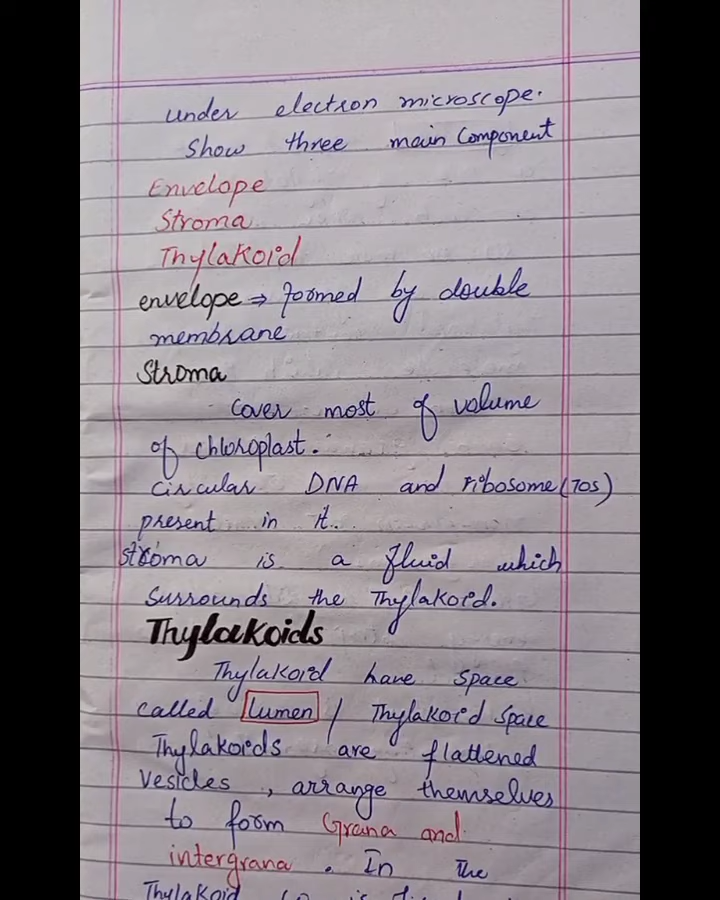 under electron microscope.
Show three main Component
Envelope
Stroma
Thylakoid
envelope ⇒ formed by double
membrane
Stroma
Cover most of volume
of chloroplast.
circular DNA and ribosome (70s)
present in it.
stroma is a fluid which
surrounds the Thylakoid.
Thylakoids
Thylakoid have space
called lumen / Thylakoid space
Thylakoids are flattened
vesicles, arrange themselves
to form Grana and
intergrana. In the
Thylakoid